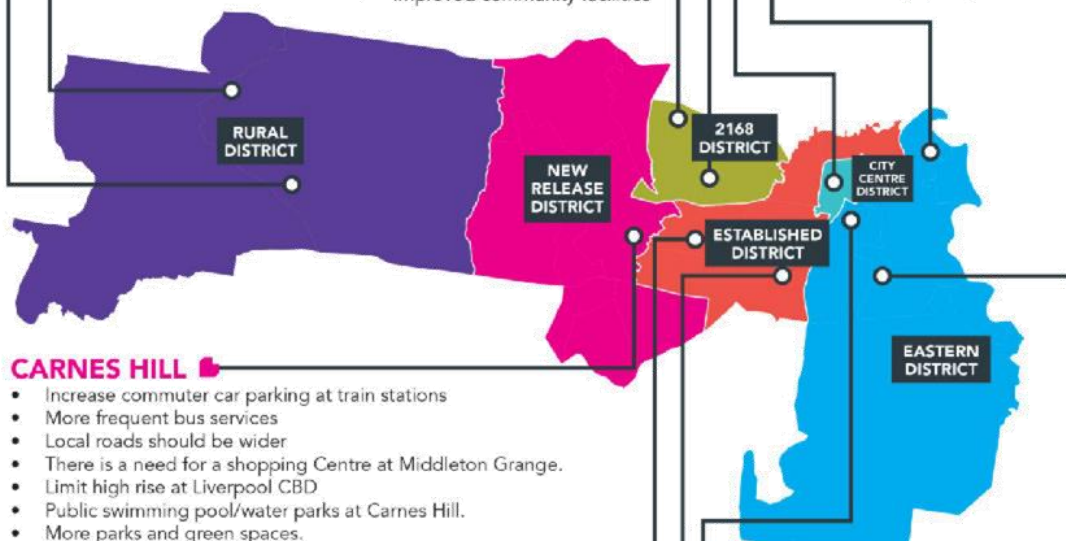 improved community facilities
RURAL
DISTRICT
NEW
RELEASE
DISTRICT
2168
DISTRICT
CITY
CENTRE
DISTRICT
ESTABLISHED
DISTRICT
EASTERN
DISTRICT
CARNES HILL
• Increase commuter car parking at train stations
• More frequent bus services
• Local roads should be wider
• There is a need for a shopping Centre at Middleton Grange.
• Limit high rise at Liverpool CBD
• Public swimming pool/water parks at Carnes Hill.
• More parks and green spaces.